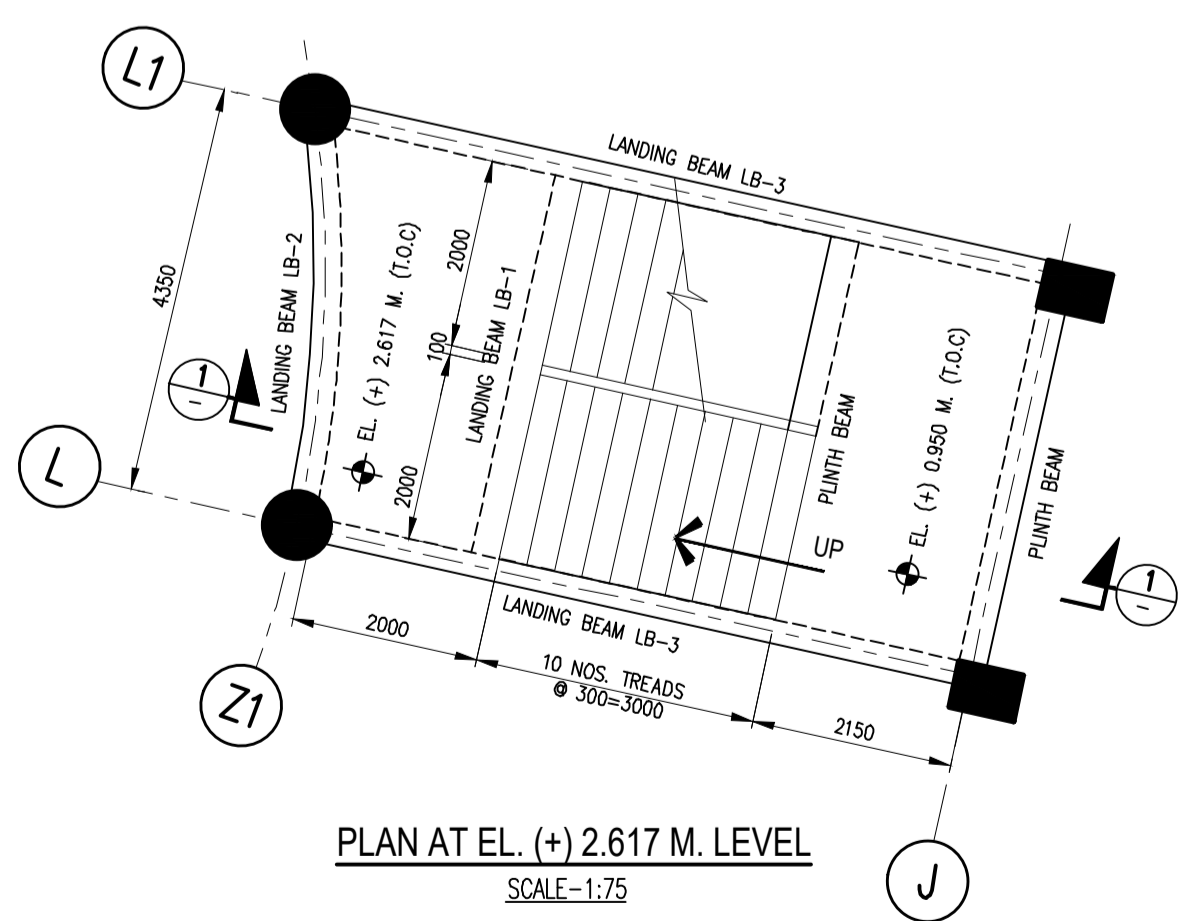 L1
LANDING BEAM LB-3
4350
LANDING BEAM LB-2
EL. (+) 2.617 M. (T.O.C)
2000
100
2000
LANDING BEAM LB-1
PLINTH BEAM
EL. (+) 0.950 M. (T.O.C)
PLINTH BEAM
1
-
L
UP
1
-
LANDING BEAM LB-3
2000
10 NOS. TREADS
@ 300=3000
2150
Z1
J
PLAN AT EL. (+) 2.617 M. LEVEL
SCALE-1:75